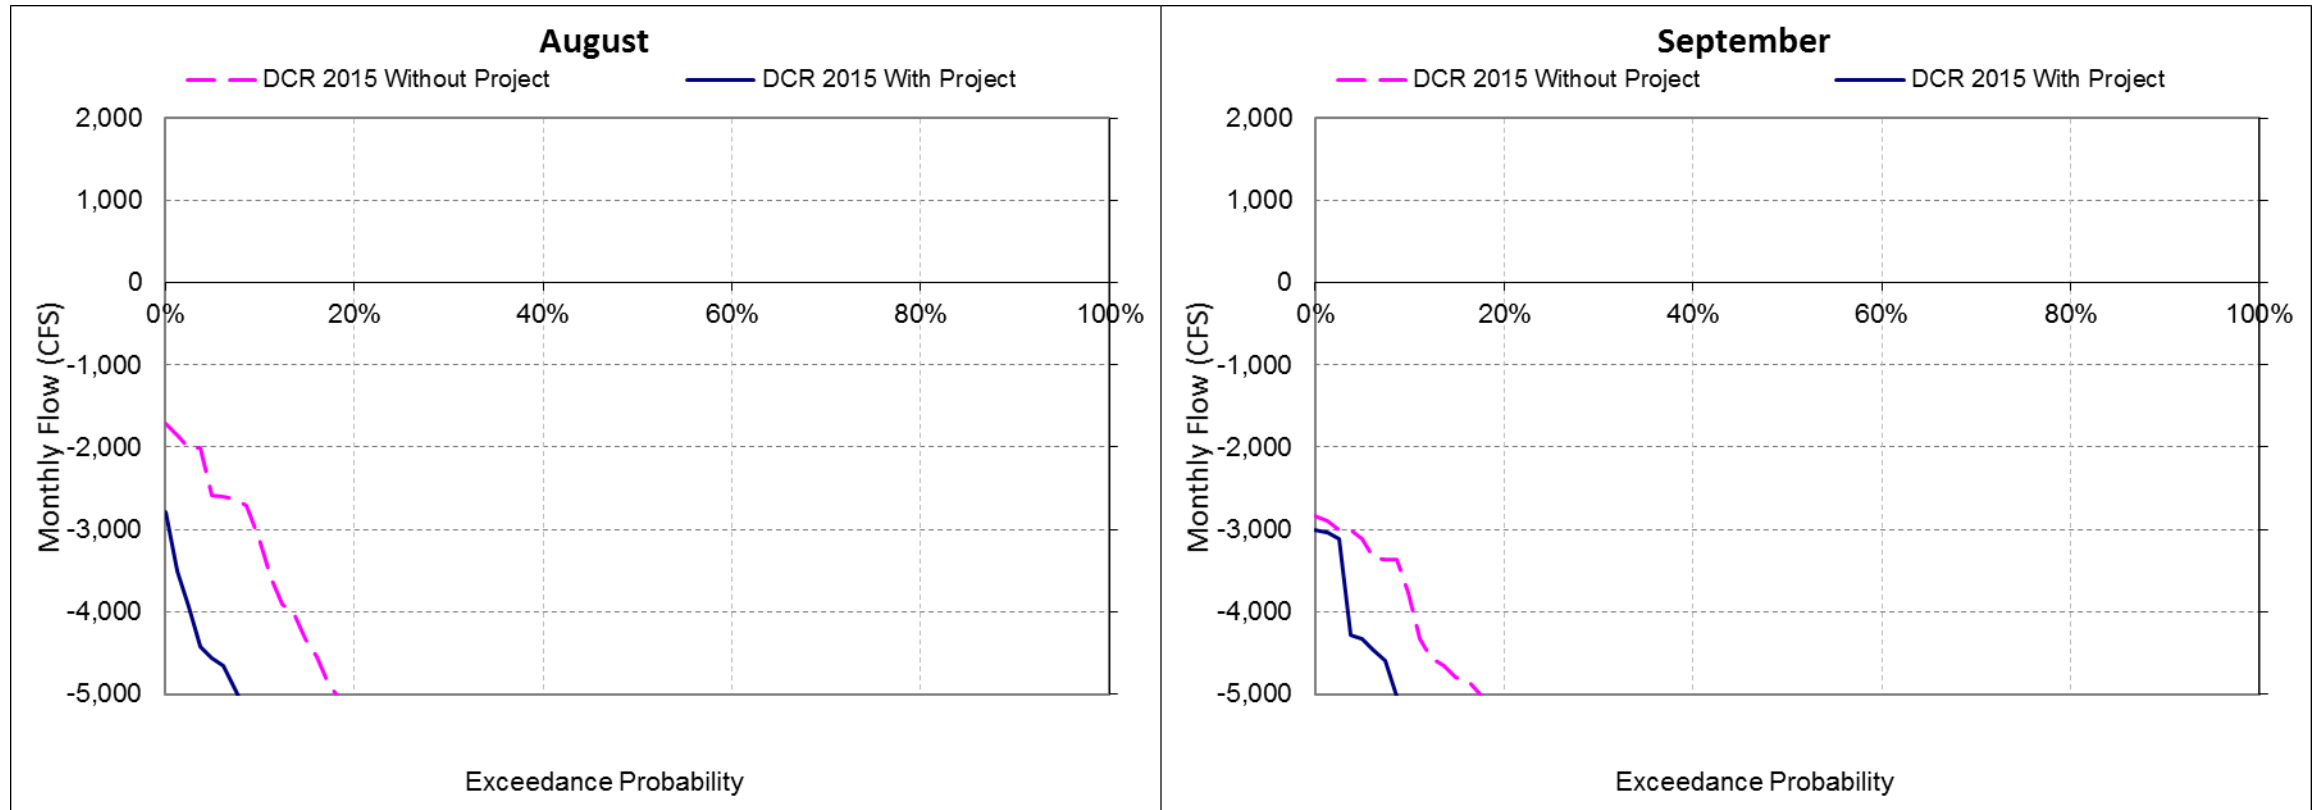 August
DCR 2015 Without Project
DCR 2015 With Project
2,000
1,000
0
-1,000
-2,000
-3,000
-4,000
-5,000
0%
20%
40%
60%
80%
100%
Monthly Flow (CFS)
Exceedance Probability
September
DCR 2015 Without Project
DCR 2015 With Project
2,000
1,000
0
-1,000
-2,000
-3,000
-4,000
-5,000
0%
20%
40%
60%
80%
100%
Monthly Flow (CFS)
Exceedance Probability